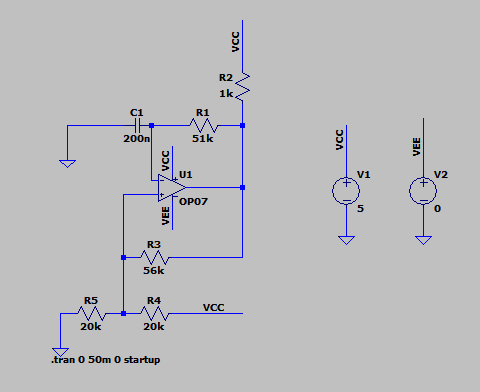 VCC
R2
1k
C1
R1
200n
51k
VCC
U1
OP07
VEE
R3
56k
R5
R4
VCC
20k
20k
.tran 0 50m 0 startup
VCC
V1
5
VEE
V2
0